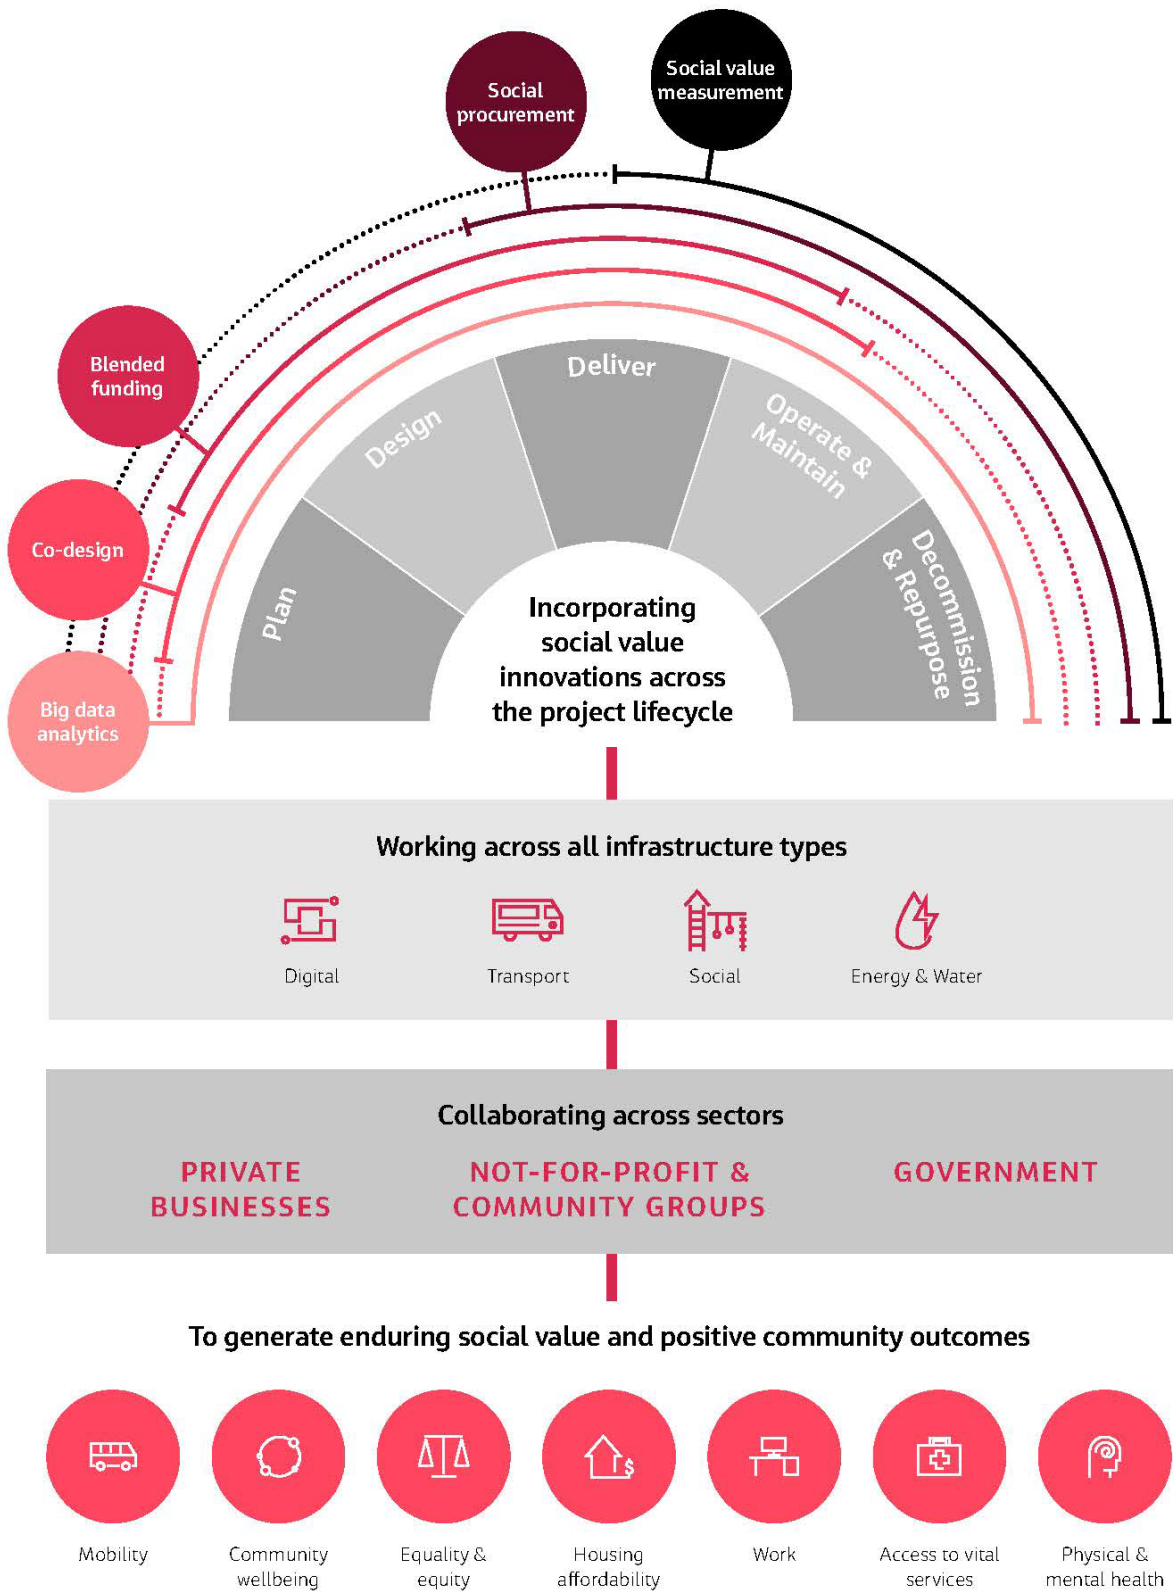 Social value
measurement
Social
procurement
Blended
funding
Co-design
Big data
analytics
Plan
Design
Deliver
Operate &
Maintain
Decommission
& Repurpose
Incorporating
social value
innovations across
the project lifecycle
Working across all infrastructure types
Digital
Transport
Social
Energy & Water
Collaborating across sectors
PRIVATE
BUSINESSES
NOT-FOR-PROFIT &
COMMUNITY GROUPS
GOVERNMENT
To generate enduring social value and positive community outcomes
$
Mobility
Community
wellbeing
Equality &
equity
Housing
affordability
Work
Access to vital
services
Physical &
mental health